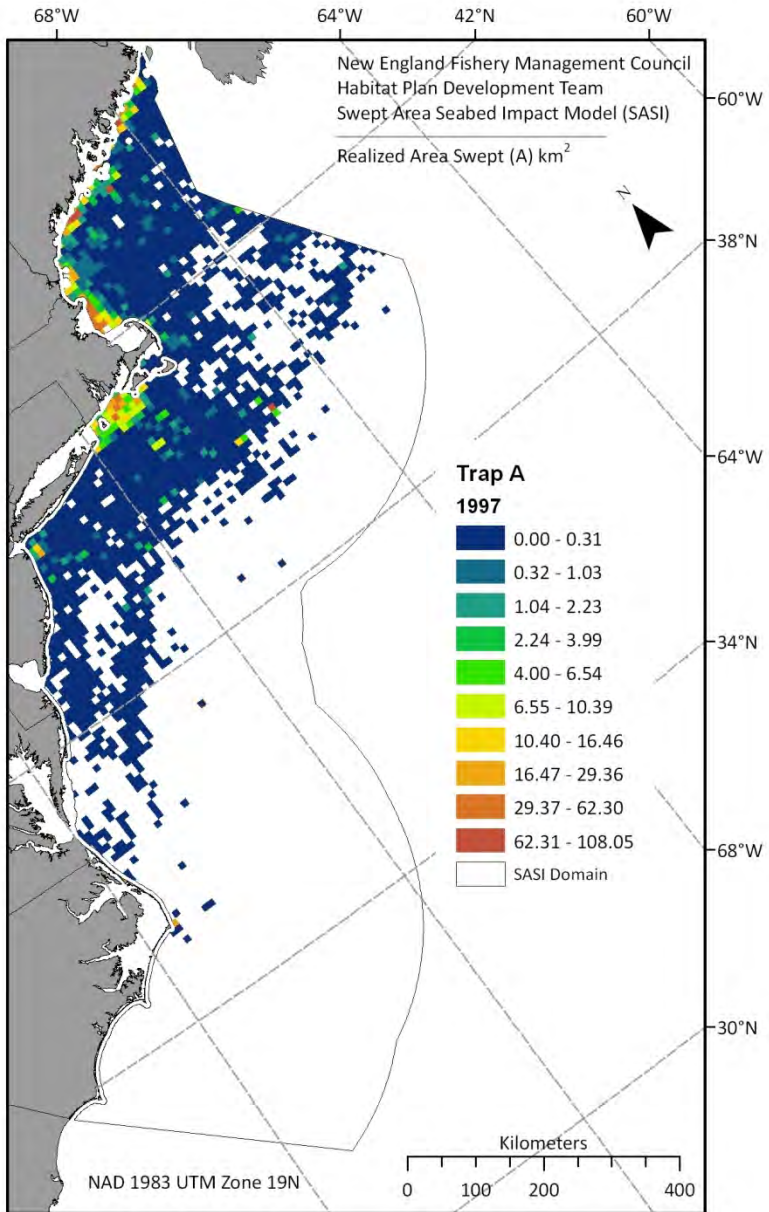 68°W
64°W
42°N
60°W
New England Fishery Management Council
Habitat Plan Development Team
Swept Area Seabed Impact Model (SASI)
Realized Area Swept (A) km²
60°W
N
38°N
64°W
Trap A
1997
0.00 - 0.31
0.32 - 1.03
1.04 - 2.23
2.24 - 3.99
4.00 - 6.54
6.55 - 10.39
10.40 - 16.46
16.47 - 29.36
29.37 - 62.30
62.31 - 108.05
SASI Domain
34°N
68°W
30°N
Kilometers
0 50 100 200 300 400
NAD 1983 UTM Zone 19N